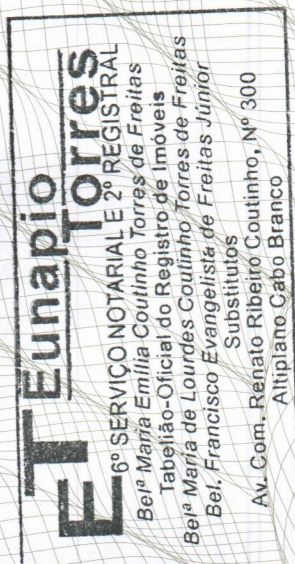 ET Eunapio
Torres
6º SERVIÇO NOTARIAL E 2º REGISTRAL
Belª Maria Emília Coutinho Torres de Freitas
Tabelião-Oficial do Registro de Imóveis
Belª Maria de Lourdes Coutinho Torres de Freitas
Bel. Francisco Evangelista de Freitas Júnior
Substitutos
Av. Com. Renato Ribeiro Coutinho, Nº 300
Altiplano Cabo Branco